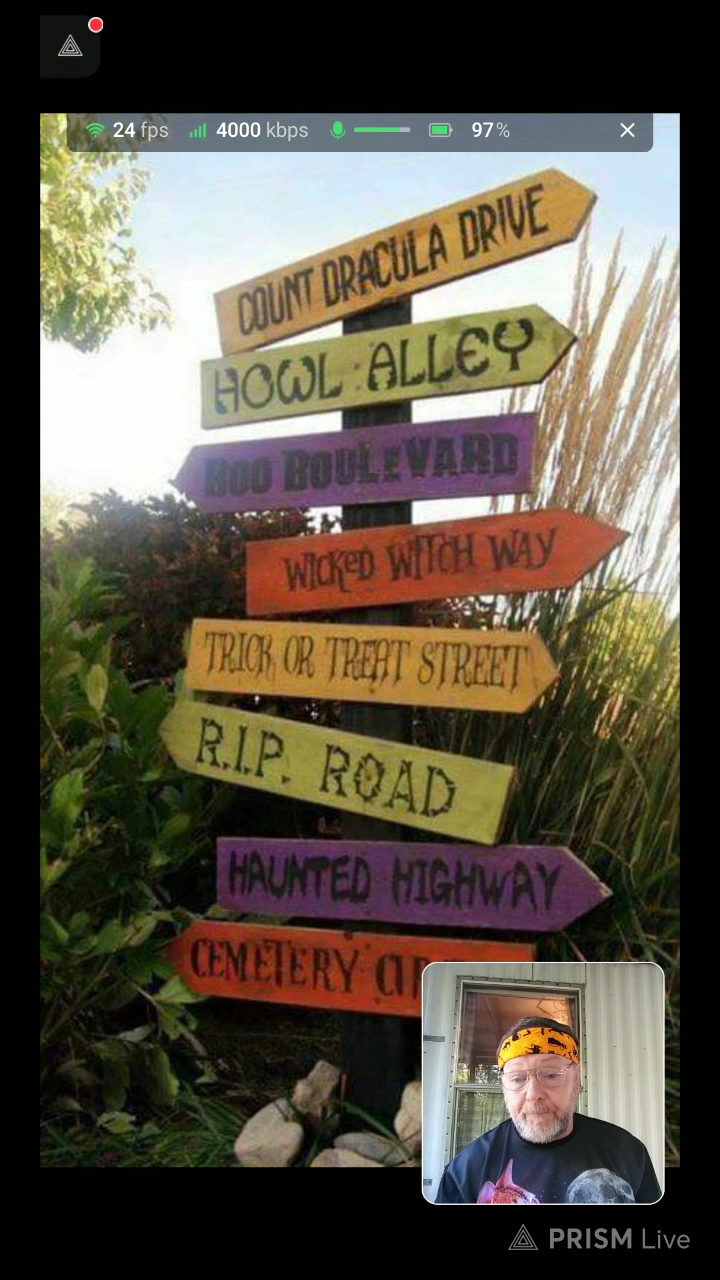 24 fps 4000 kbps 97%
COUNT DRACULA DRIVE
HOWL ALLEY
BOO BOULEVARD
WICKED WITCH WAY
TRICK OR TREAT STREET
R.I.P. ROAD
HAUNTED HIGHWAY
CEMETERY
PRISM Live